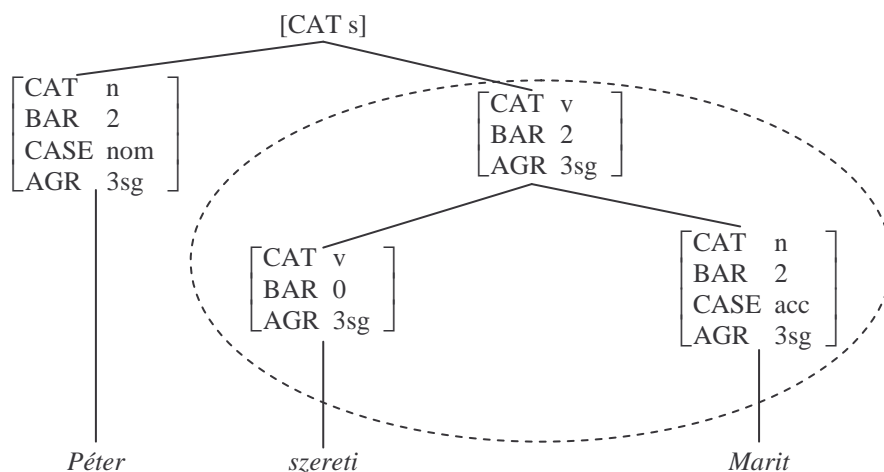 [CAT s]
CAT n
BAR 2
CASE nom
AGR 3sg
CAT v
BAR 2
AGR 3sg
CAT v
BAR 0
AGR 3sg
CAT n
BAR 2
CASE acc
AGR 3sg
Péter szereti Marit